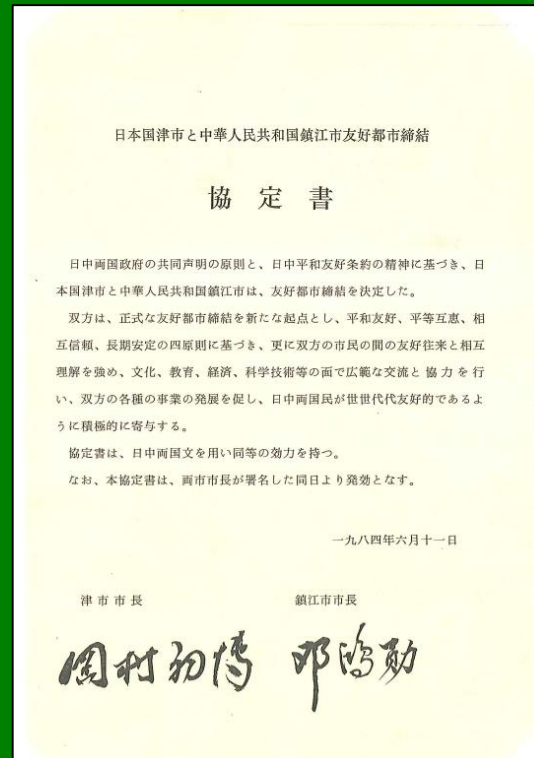 日本国津市と中華人民共和国鎮江市友好都市締結
協定書
日中両国政府の共同声明の原則と、日中平和友好条約の精神に基づき、日
本国津市と中華人民共和国鎮江市は、友好都市締結を決定した。
双方は、正式な友好都市締結を新たな起点とし、平和友好、平等互恵、相
互信頼、長期安定の四原則に基づき、更に双方の市民の間の友好往来と相互
理解を強め、文化、教育、経済、科学技術等の面で広範な交流と協力を行
い、双方の各種の事業の発展を促し、日中両国民が世世代代友好的であるよ
うに積極的に寄与する。
協定書は、日中両国文を用い同等の効力を持つ。
なお、本協定書は、両市市長が署名した同日より発効となす。
一九八四年六月十一日
津市市長
鎮江市市長
岡村初博
邓鸿勋